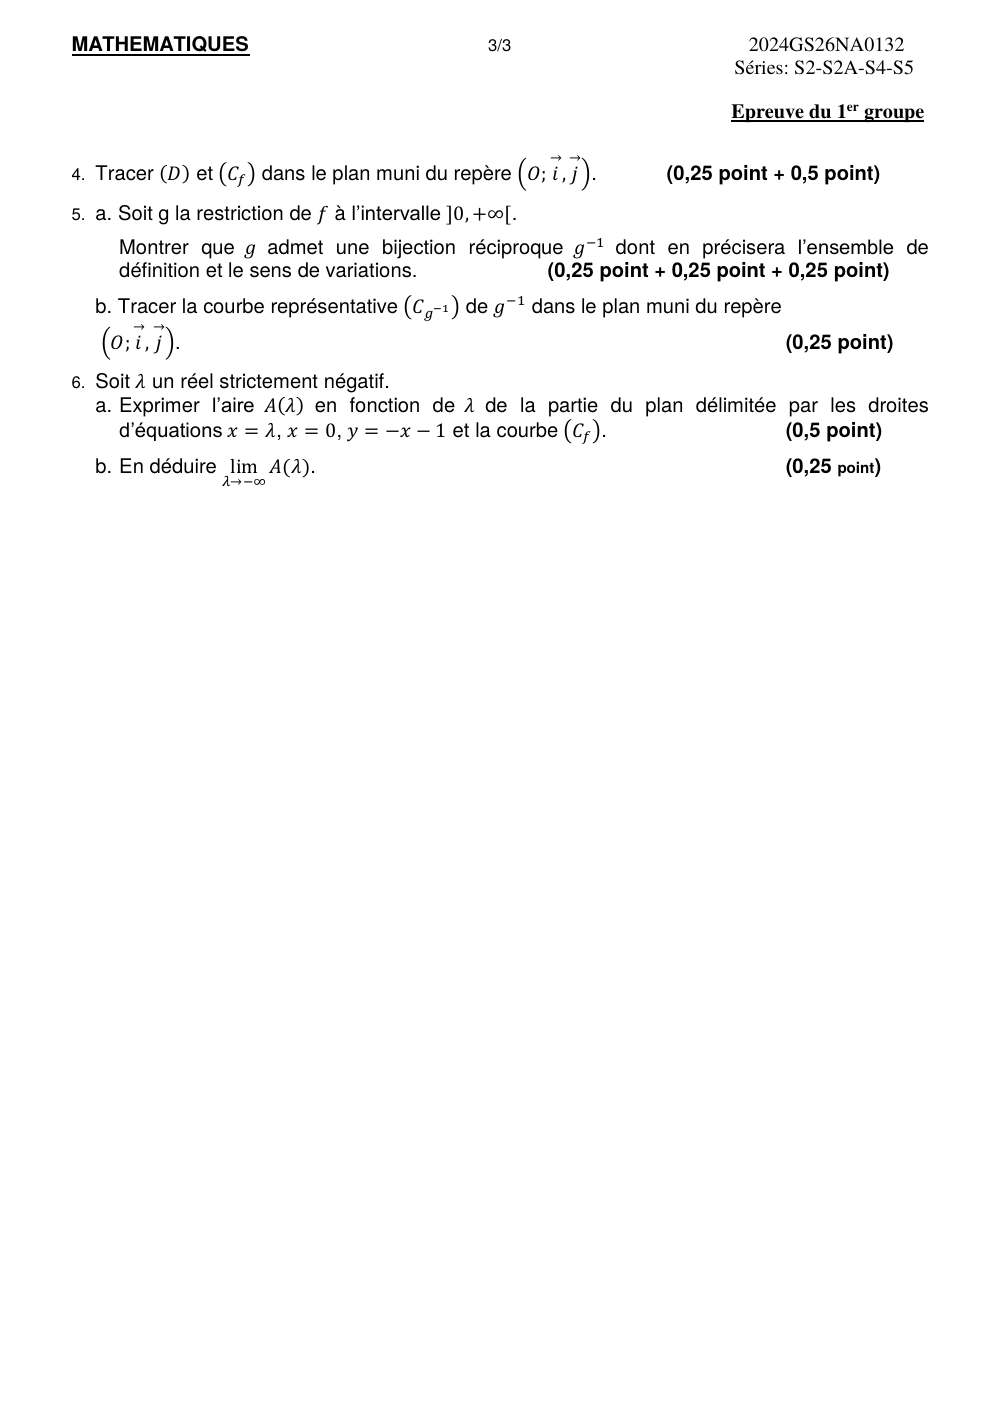 MATHEMATIQUES 3/3 2024GS26NA0132
Séries: S2-S2A-S4-S5
Epreuve du 1er groupe
4. Tracer (D) et (C_f) dans le plan muni du repère (O; i⃗, j⃗). (0,25 point + 0,5 point)
5. a. Soit g la restriction de f à l'intervalle ]0, +∞[.
Montrer que g admet une bijection réciproque g⁻¹ dont en précisera l'ensemble de
définition et le sens de variations. (0,25 point + 0,25 point + 0,25 point)
b. Tracer la courbe représentative (C_g⁻¹) de g⁻¹ dans le plan muni du repère
(O; i⃗, j⃗). (0,25 point)
6. Soit λ un réel strictement négatif.
a. Exprimer l'aire A(λ) en fonction de λ de la partie du plan délimitée par les droites
d'équations x = λ, x = 0, y = −x − 1 et la courbe (C_f). (0,5 point)
b. En déduire lim A(λ). (0,25 point)
λ→−∞